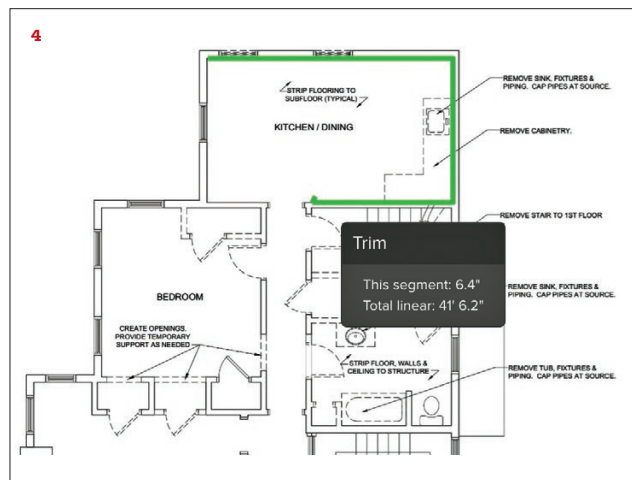 4
STRIP FLOORING TO
SUBFLOOR (TYPICAL)
KITCHEN / DINING
REMOVE SINK, FIXTURES &
PIPING. CAP PIPES AT SOURCE.
REMOVE CABINETRY.
REMOVE STAIR TO 1ST FLOOR
Trim
This segment: 6.4"
Total linear: 41' 6.2"
REMOVE SINK, FIXTURES &
PIPING. CAP PIPES AT SOURCE.
BEDROOM
CREATE OPENINGS.
PROVIDE TEMPORARY
SUPPORT AS NEEDED
STRIP FLOOR, WALLS &
CEILING TO STRUCTURE
REMOVE TUB, FIXTURES &
PIPING. CAP PIPES AT SOURCE.